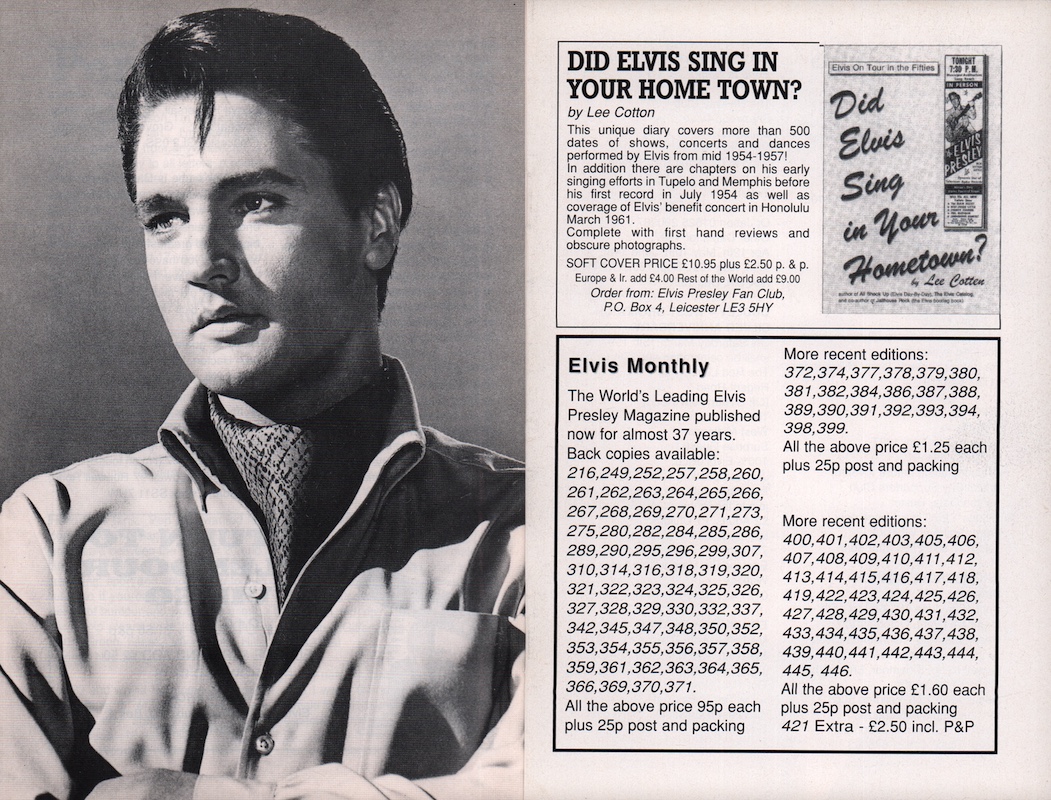 DID ELVIS SING IN
YOUR HOME TOWN?
by Lee Cotton
This unique diary covers more than 500
dates of shows, concerts and dances
performed by Elvis from mid 1954-1957!
In addition there are chapters on his early
singing efforts in Tupelo and Memphis before
his first record in July 1954 as well as
coverage of Elvis' benefit concert in Honolulu
March 1961.
Complete with first hand reviews and
obscure photographs.
SOFT COVER PRICE £10.95 plus £2.50 p. & p.
Europe & Ir. add £4.00 Rest of the World add £9.00
Order from: Elvis Presley Fan Club,
P.O. Box 4, Leicester LE3 5HY
Elvis On Tour in the Fifties
Did
Elvis
Sing
in Your
Hometown?
by Lee Cotten
TONIGHT
7:30 P.M.
IN PERSON
ELVIS
PRESLEY
Elvis Monthly
The World's Leading Elvis
Presley Magazine published
now for almost 37 years.
Back copies available:
216,249,252,257,258,260,
261,262,263,264,265,266,
267,268,269,270,271,273,
275,280,282,284,285,286,
289,290,295,296,299,307,
310,314,316,318,319,320,
321,322,323,324,325,326,
327,328,329,330,332,337,
342,345,347,348,350,352,
353,354,355,356,357,358,
359,361,362,363,364,365,
366,369,370,371.
All the above price 95p each
plus 25p post and packing
More recent editions:
372,374,377,378,379,380,
381,382,384,386,387,388,
389,390,391,392,393,394,
398,399.
All the above price £1.25 each
plus 25p post and packing
More recent editions:
400,401,402,403,405,406,
407,408,409,410,411,412,
413,414,415,416,417,418,
419,422,423,424,425,426,
427,428,429,430,431,432,
433,434,435,436,437,438,
439,440,441,442,443,444,
445, 446.
All the above price £1.60 each
plus 25p post and packing
421 Extra - £2.50 incl. P&P